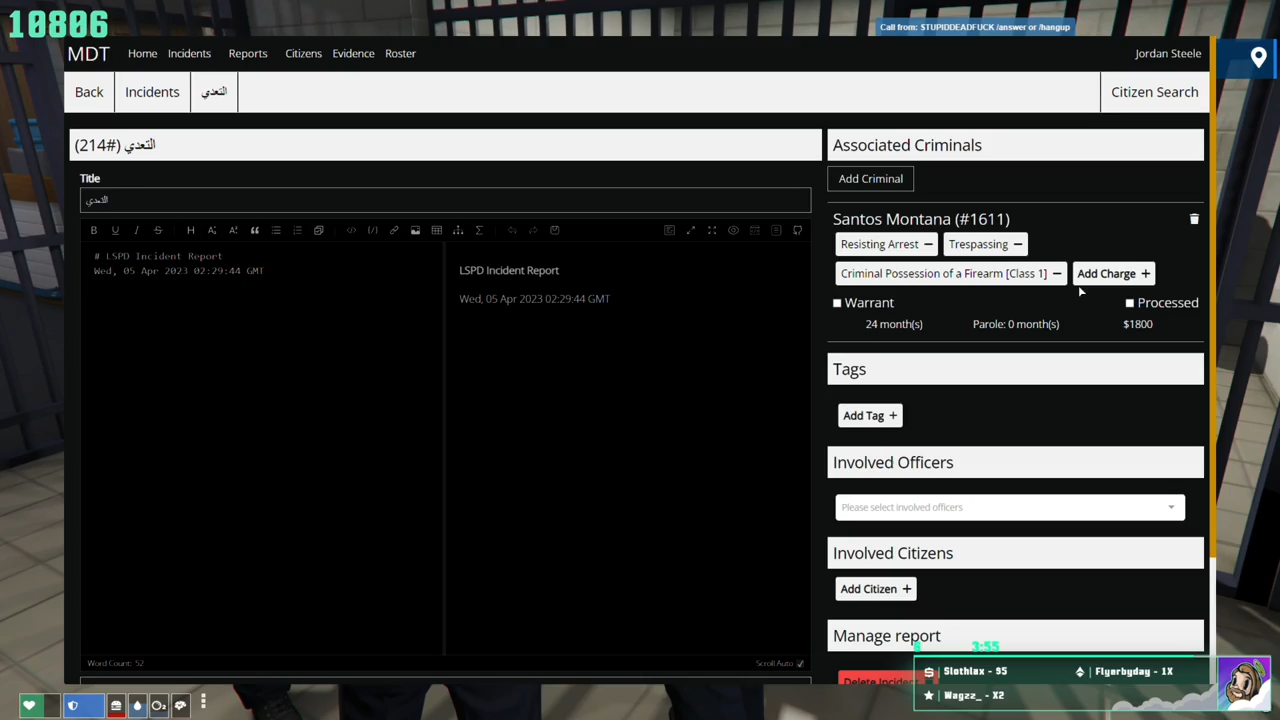 10806
Call from: STUPIDDEADFUCK /answer or /hangup
MDT Home Incidents Reports Citizens Evidence Roster Jordan Steele
Back Incidents التعدي Citizen Search
التعدي (#214)
Title
التعدي
# LSPD Incident Report
Wed, 05 Apr 2023 02:29:44 GMT
LSPD Incident Report
Wed, 05 Apr 2023 02:29:44 GMT
Word Count: 52
Scroll Auto
Associated Criminals
Add Criminal
Santos Montana (#1611)
Resisting Arrest − Trespassing −
Criminal Possession of a Firearm [Class 1] − Add Charge +
Warrant Processed
24 month(s) Parole: 0 month(s) $1800
Tags
Add Tag +
Involved Officers
Please select involved officers
Involved Citizens
Add Citizen +
Manage report
3:55
Slothlax - 95 Flyerbyday - 1X
Wagzz_ - X2